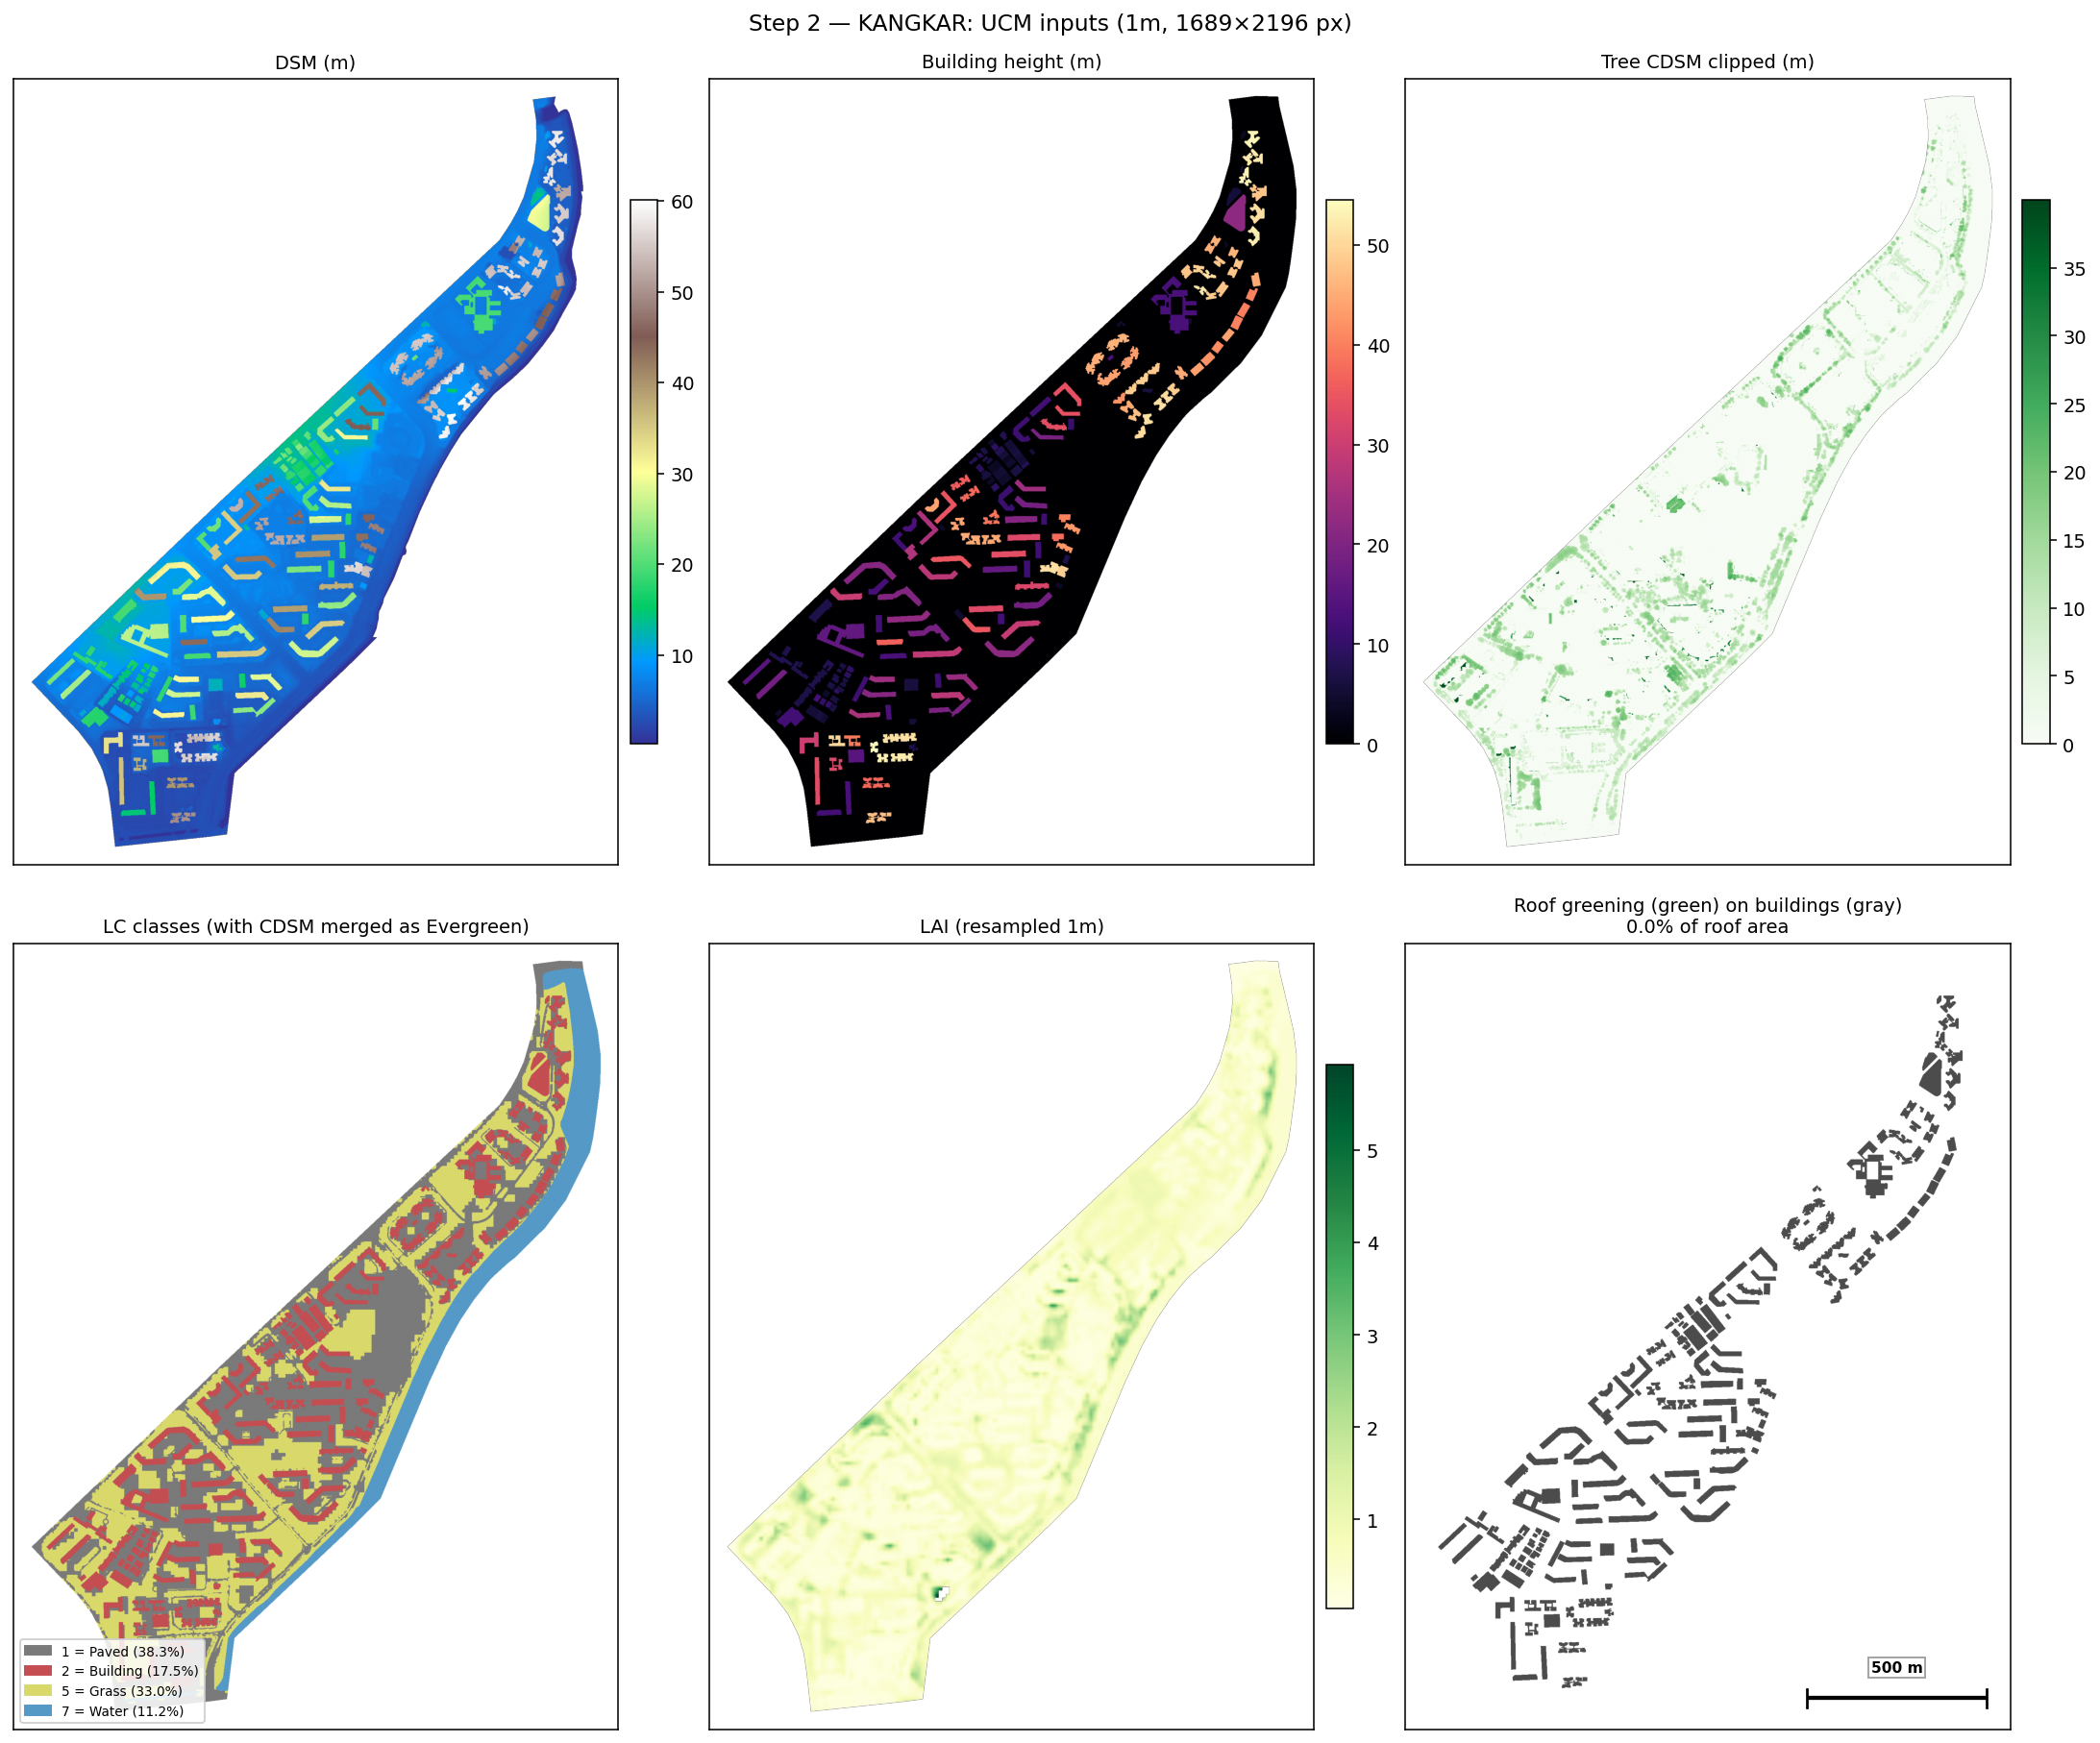 Step 2 — KANGKAR: UCM inputs (1m, 1689×2196 px)
DSM (m)
60
50
40
30
20
10
Building height (m)
50
40
30
20
10
0
Tree CDSM clipped (m)
35
30
25
20
15
10
5
0
LC classes (with CDSM merged as Evergreen)
1 = Paved (38.3%)
2 = Building (17.5%)
5 = Grass (33.0%)
7 = Water (11.2%)
LAI (resampled 1m)
5
4
3
2
1
Roof greening (green) on buildings (gray)
0.0% of roof area
500 m